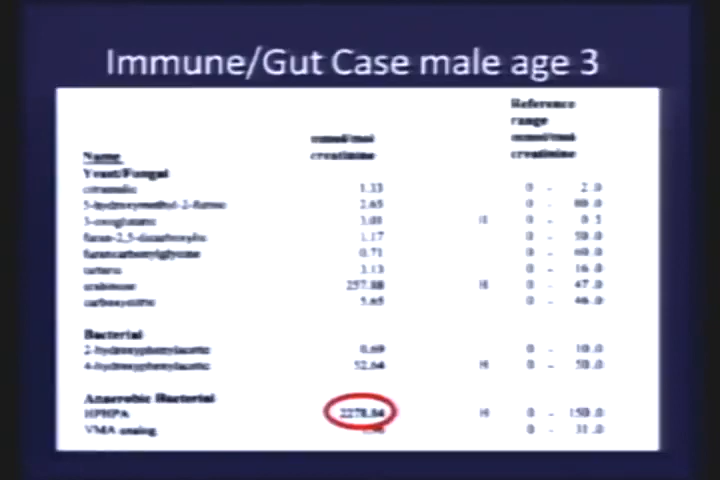 Immune/Gut Case male age 3
Reference
range
mmol/mol mmol/mol
Name creatinine creatinine
Yeast/Fungal
citramalic 1.33 0 - 2.0
5-hydroxymethyl-2-furoic 2.65 0 - 80.0
3-oxoglutaric H 0 -
furan-2,5-dicarboxylic 1.17 0 - 50.0
furancarbonylglycine 0.71 0 - 60.0
tartaric 3.13 0 - 16.0
arabinose 257.88 H 0 - 47.0
carboxycitric 5.65 0 - 46.0
Bacterial
2-hydroxyphenylacetic 0.69 0 - 10.0
4-hydroxyphenylacetic 52.64 H 0 - 50.0
Anaerobic Bacterial
HPHPA 2278.84 H 0 - 150.0
VMA analog 0 - 31.0